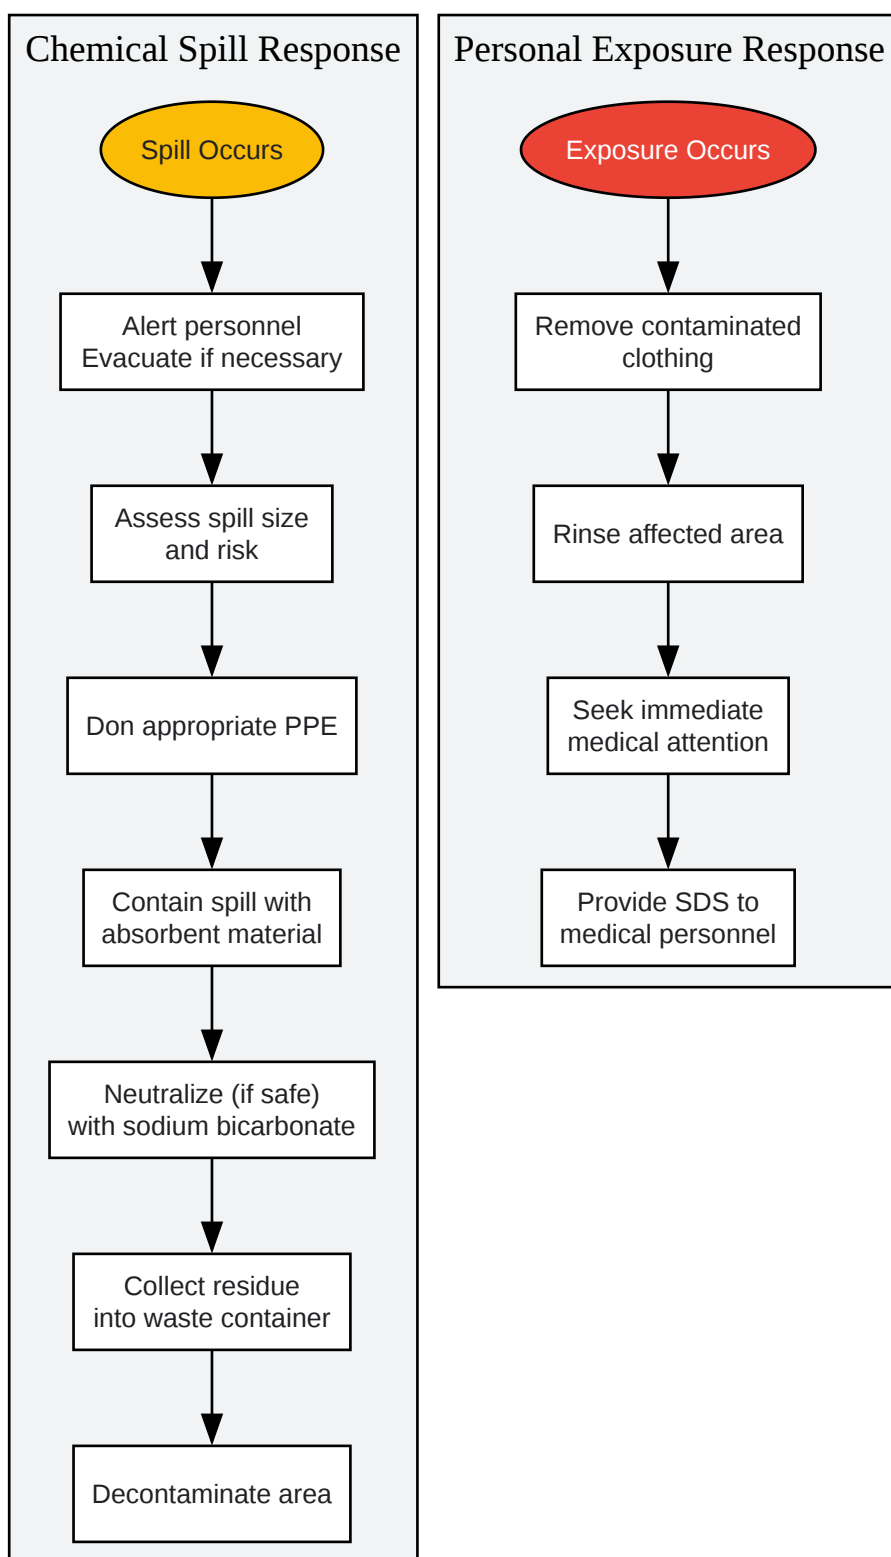 Chemical Spill Response
Spill Occurs
Alert personnel
Evacuate if necessary
Assess spill size
and risk
Don appropriate PPE
Contain spill with
absorbent material
Neutralize (if safe)
with sodium bicarbonate
Collect residue
into waste container
Decontaminate area
Personal Exposure Response
Exposure Occurs
Remove contaminated
clothing
Rinse affected area
Seek immediate
medical attention
Provide SDS to
medical personnel